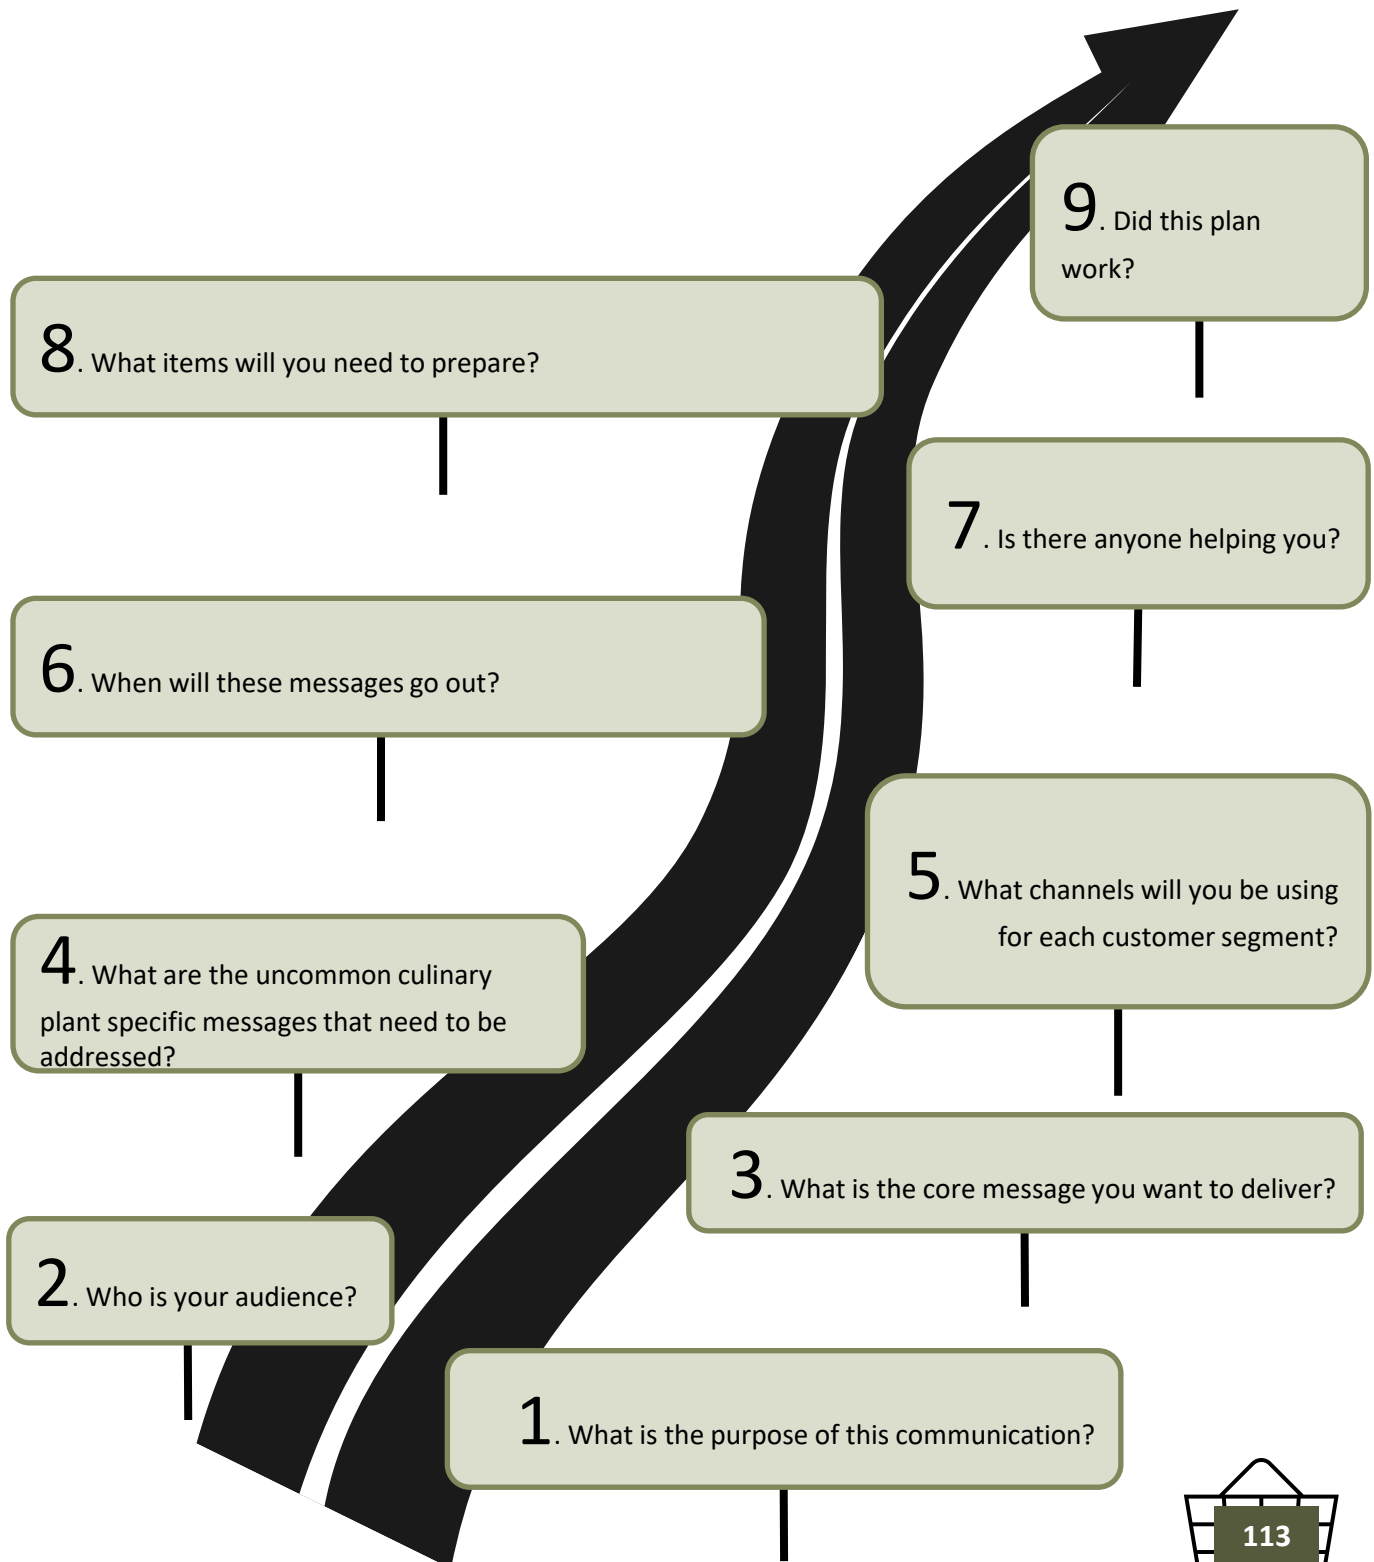 9. Did this plan
work?
8. What items will you need to prepare?
7. Is there anyone helping you?
6. When will these messages go out?
5. What channels will you be using
for each customer segment?
4. What are the uncommon culinary
plant specific messages that need to be
addressed?
3. What is the core message you want to deliver?
2. Who is your audience?
1. What is the purpose of this communication?
113